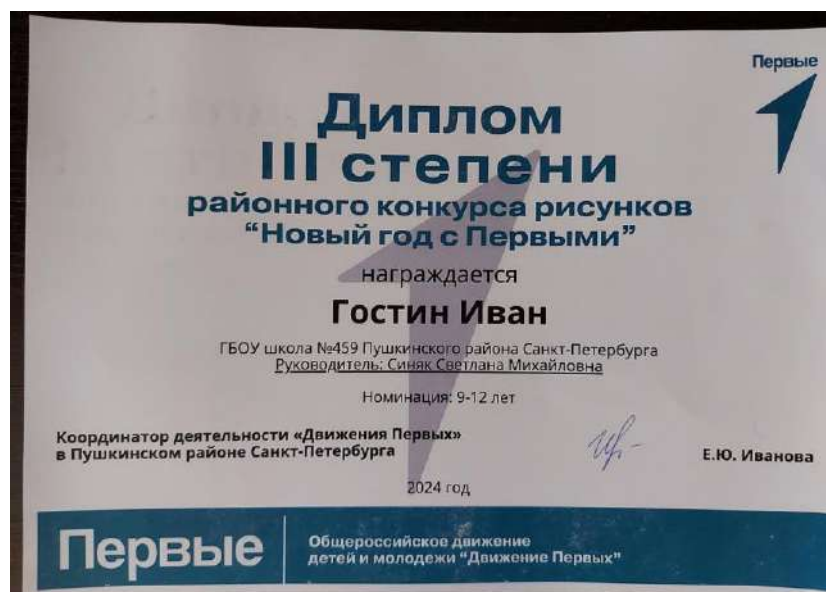 Первые
Диплом
III степени
районного конкурса рисунков
“Новый год с Первыми”
награждается
Гостин Иван
ГБОУ школа №459 Пушкинского района Санкт-Петербурга
Руководитель: Синяк Светлана Михайловна
Номинация: 9-12 лет
Координатор деятельности «Движения Первых»
в Пушкинском районе Санкт-Петербурга
Е.Ю. Иванова
2024 год
Первые
Общероссийское движение
детей и молодежи “Движение Первых”